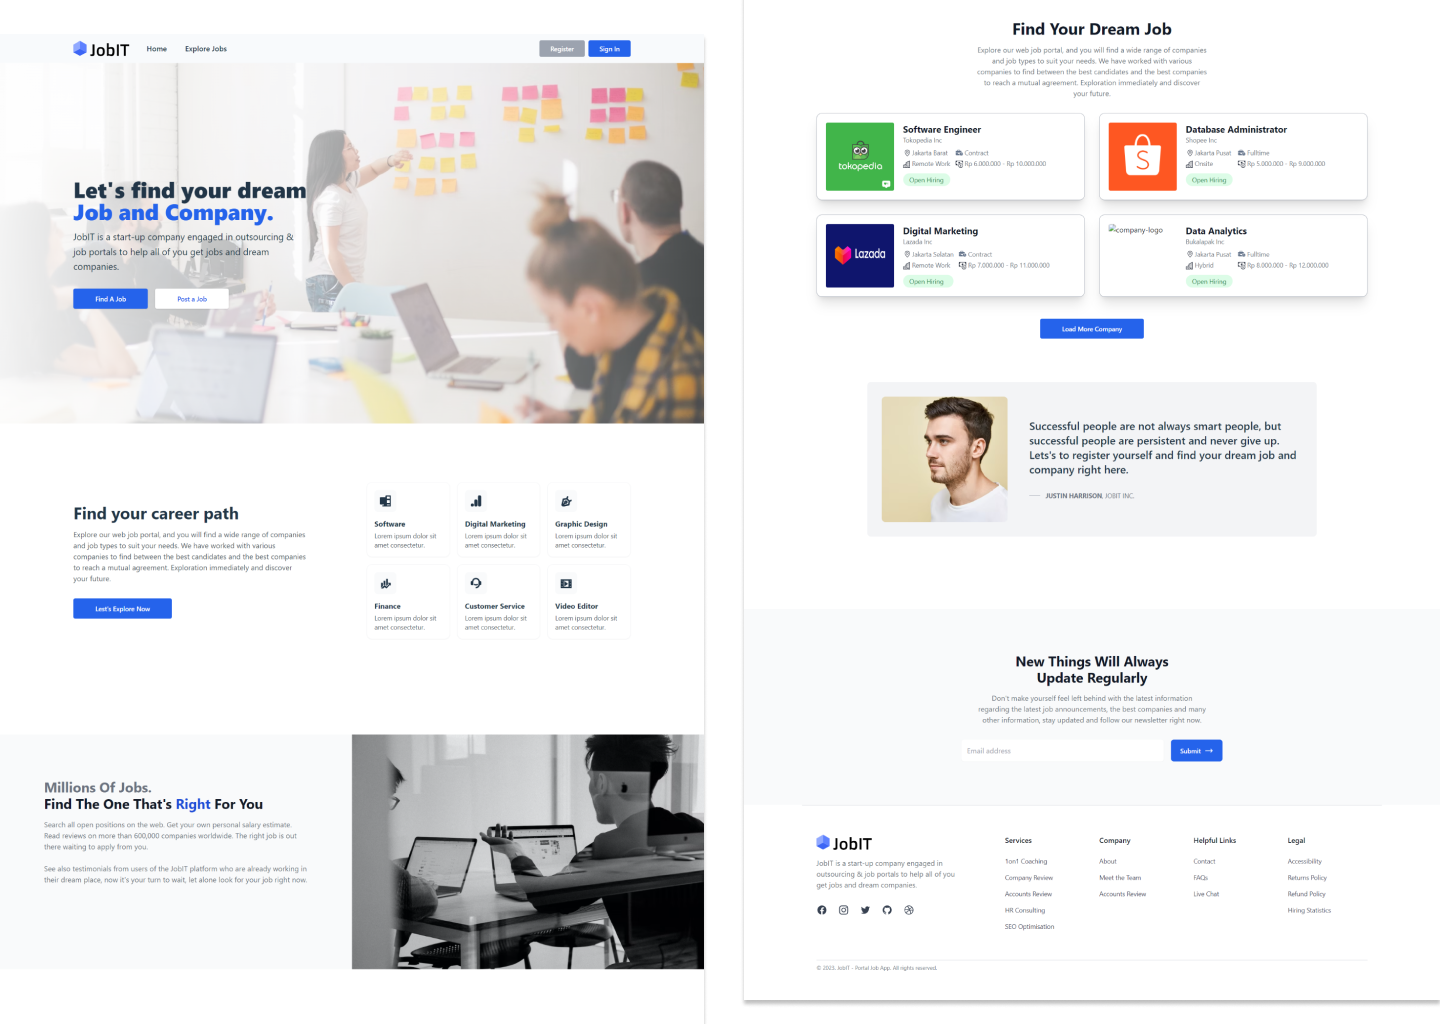 JobIT
Home
Explore Jobs
Register
Sign In
Let's find your dream
Job and Company.
JobIT is a start-up company engaged in outsourcing &
job portals to help all of you get jobs and dream
companies.
Find A Job
Post a Job
Find your career path
Explore our web job portal, and you will find a wide range of companies
and job types to suit your needs. We have worked with various
companies to find between the best candidates and the best companies
to reach a mutual agreement. Exploration immediately and discover
your future.
Lest's Explore Now
Software
Lorem ipsum dolor sit
amet consectetur.
Digital Marketing
Lorem ipsum dolor sit
amet consectetur.
Graphic Design
Lorem ipsum dolor sit
amet consectetur.
Finance
Lorem ipsum dolor sit
amet consectetur.
Customer Service
Lorem ipsum dolor sit
amet consectetur.
Video Editor
Lorem ipsum dolor sit
amet consectetur.
Millions Of Jobs.
Find The One That's Right For You
Search all open positions on the web. Get your own personal salary estimate.
Read reviews on more than 600,000 companies worldwide. The right job is out
there waiting to apply from you.
See also testimonials from users of the JobIT platform who are already working in
their dream place, now it's your turn to wait, let alone look for your job right now.
Find Your Dream Job
Explore our web job portal, and you will find a wide range of companies
and job types to suit your needs. We have worked with various
companies to find between the best candidates and the best companies
to reach a mutual agreement. Exploration immediately and discover
your future.
tokopedia
Software Engineer
Tokopedia Inc
Jakarta Barat
Contract
Remote Work
Rp 6.000.000 - Rp 10.000.000
Open Hiring
S
Database Administrator
Shopee Inc
Jakarta Pusat
Fulltime
Onsite
Rp 5.000.000 - Rp 9.000.000
Open Hiring
Lazada
Digital Marketing
Lazada Inc
Jakarta Selatan
Contract
Remote Work
Rp 7.000.000 - Rp 11.000.000
Open Hiring
company-logo
Data Analytics
Bukalapak Inc
Jakarta Pusat
Fulltime
Hybrid
Rp 8.000.000 - Rp 12.000.000
Open Hiring
Load More Company
Successful people are not always smart people, but
successful people are persistent and never give up.
Lets's to register yourself and find your dream job and
company right here.
JUSTIN HARRISON, JOBIT INC.
New Things Will Always
Update Regularly
Don't make yourself feel left behind with the latest information
regarding the latest job announcements, the best companies and many
other information, stay updated and follow our newsletter right now.
Email address
Submit
JobIT
JobIT is a start-up company engaged in
outsourcing & job portals to help all of you
get jobs and dream companies.
Services
1on1 Coaching
Company Review
Accounts Review
HR Consulting
SEO Optimisation
Company
About
Meet the Team
Accounts Review
Helpful Links
Contact
FAQs
Live Chat
Legal
Accessibility
Returns Policy
Refund Policy
Hiring Statistics
© 2023. JobIT - Portal Job App. All rights reserved.